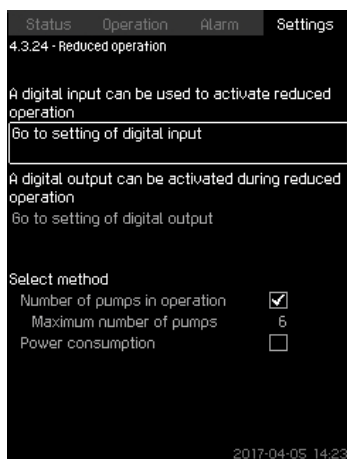 Status Operation Alarm Settings
4.3.24 - Reduced operation
A digital input can be used to activate reduced
operation
Go to setting of digital input
A digital output can be activated during reduced
operation
Go to setting of digital output
Select method
Number of pumps in operation
Maximum number of pumps 6
Power consumption
2017-04-05 14:23